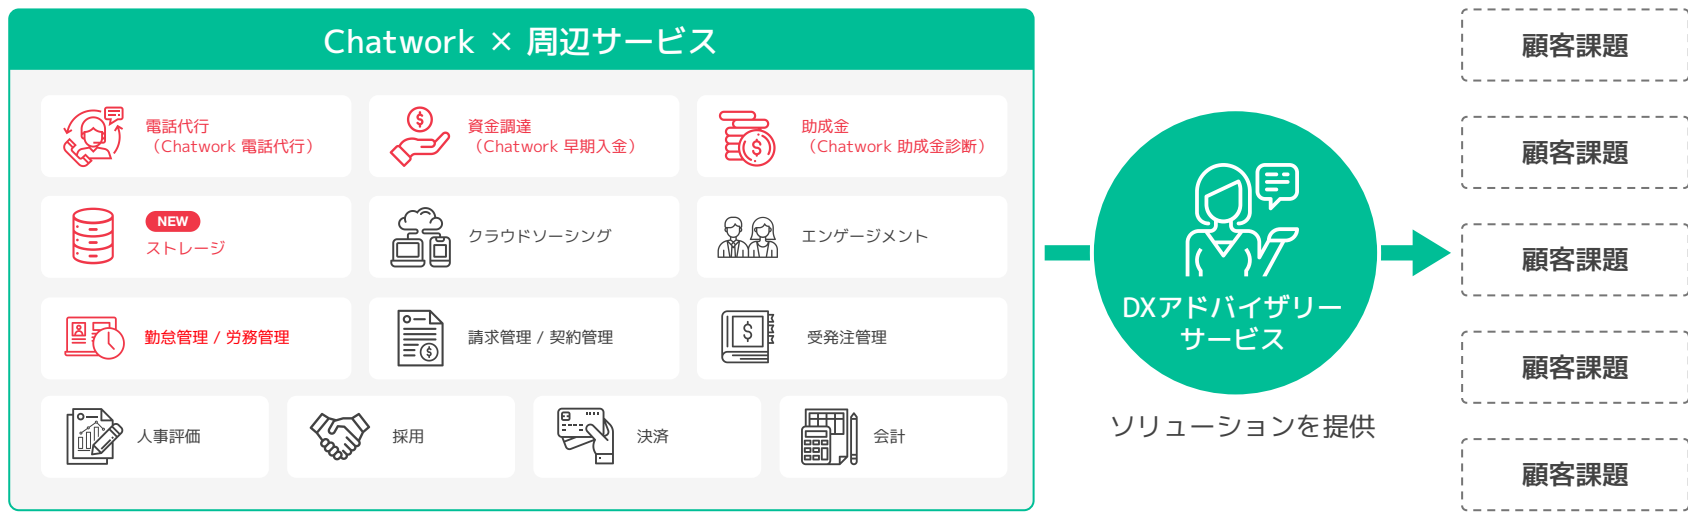 Chatwork × 周辺サービス
電話代行
（Chatwork 電話代行）
資金調達
（Chatwork 早期入金）
助成金
（Chatwork 助成金診断）
NEW
ストレージ
クラウドソーシング
エンゲージメント
勤怠管理 / 労務管理
請求管理 / 契約管理
受発注管理
人事評価
採用
決済
会計
DXアドバイザリー
サービス
ソリューションを提供
顧客課題
顧客課題
顧客課題
顧客課題
顧客課題